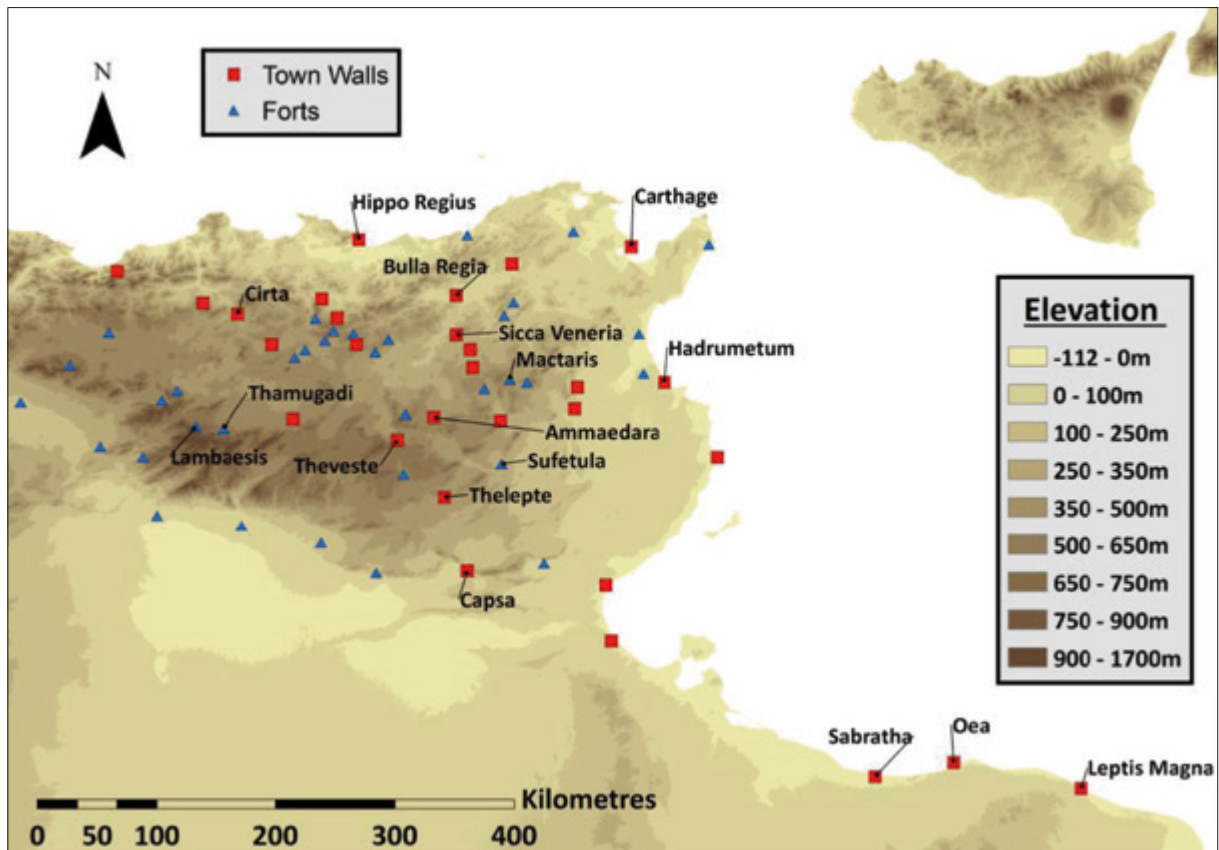 N
Town Walls
Forts
Hippo Regius
Carthage
Bulla Regia
Cirta
Sicca Veneria
Mactaris
Hadrumetum
Thamugadi
Ammaedara
Lambaesis
Theveste
Sufetula
Thelepte
Capsa
Elevation
-112 - 0m
0 - 100m
100 - 250m
250 - 350m
350 - 500m
500 - 650m
650 - 750m
750 - 900m
900 - 1700m
Sabratha
Oea
Leptis Magna
Kilometres
0 50 100 200 300 400